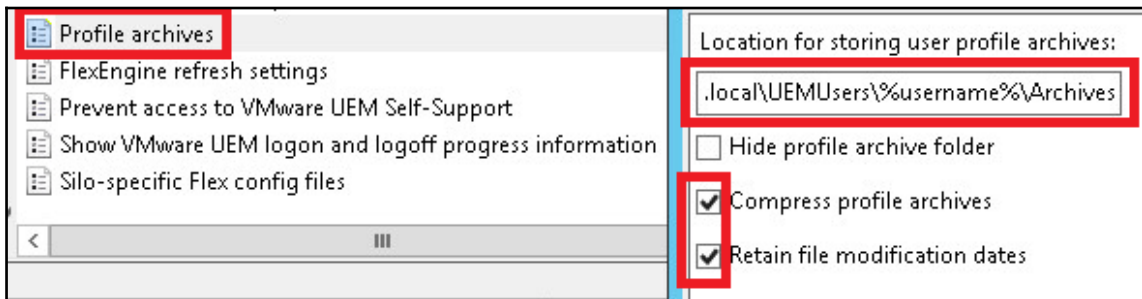 Profile archives
FlexEngine refresh settings
Prevent access to VMware UEM Self-Support
Show VMware UEM logon and logoff progress information
Silo-specific Flex config files
Location for storing user profile archives:
.local\UEMUsers\%username%\Archives
Hide profile archive folder
Compress profile archives
Retain file modification dates